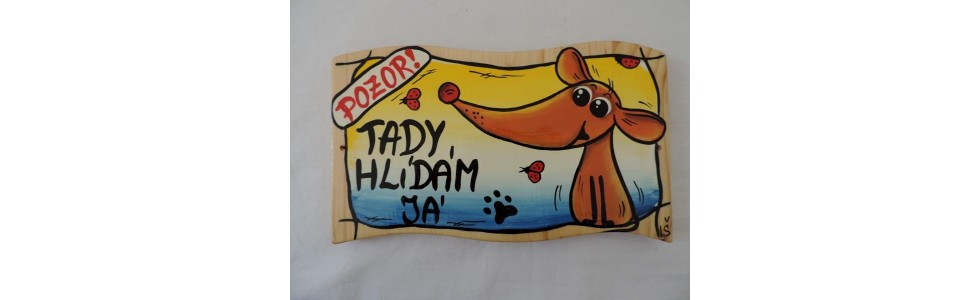 POZOR!
TADY
HLÍDÁM
JÁ
Š